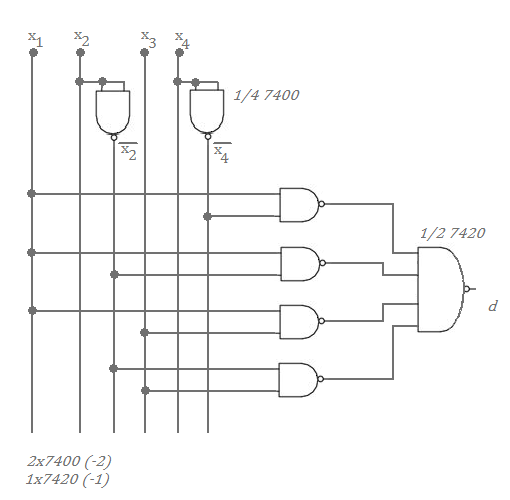 x1 x2 x3 x4
1/4 7400
x2 x4
1/2 7420
d
2x7400 (-2)
1x7420 (-1)